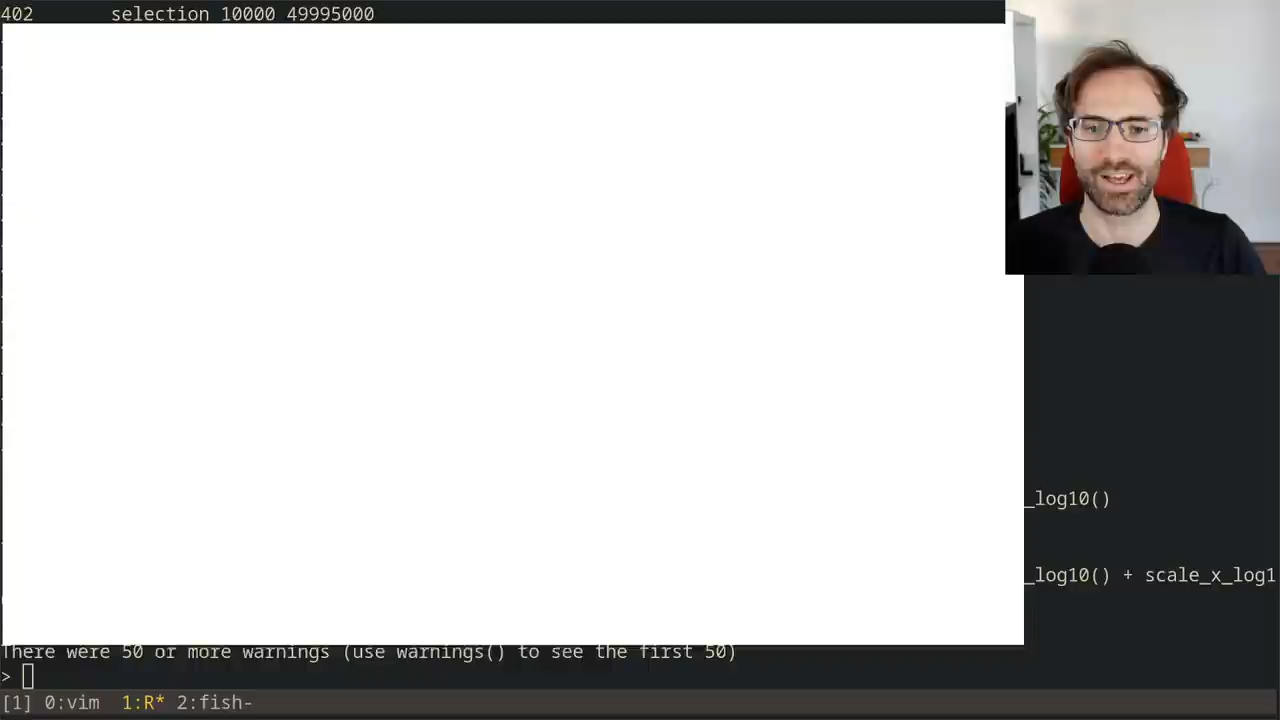 402       selection 10000 49995000
_log10()
_log10() + scale_x_log1
There were 50 or more warnings (use warnings() to see the first 50)
>
[1] 0:vim  1:R* 2:fish-